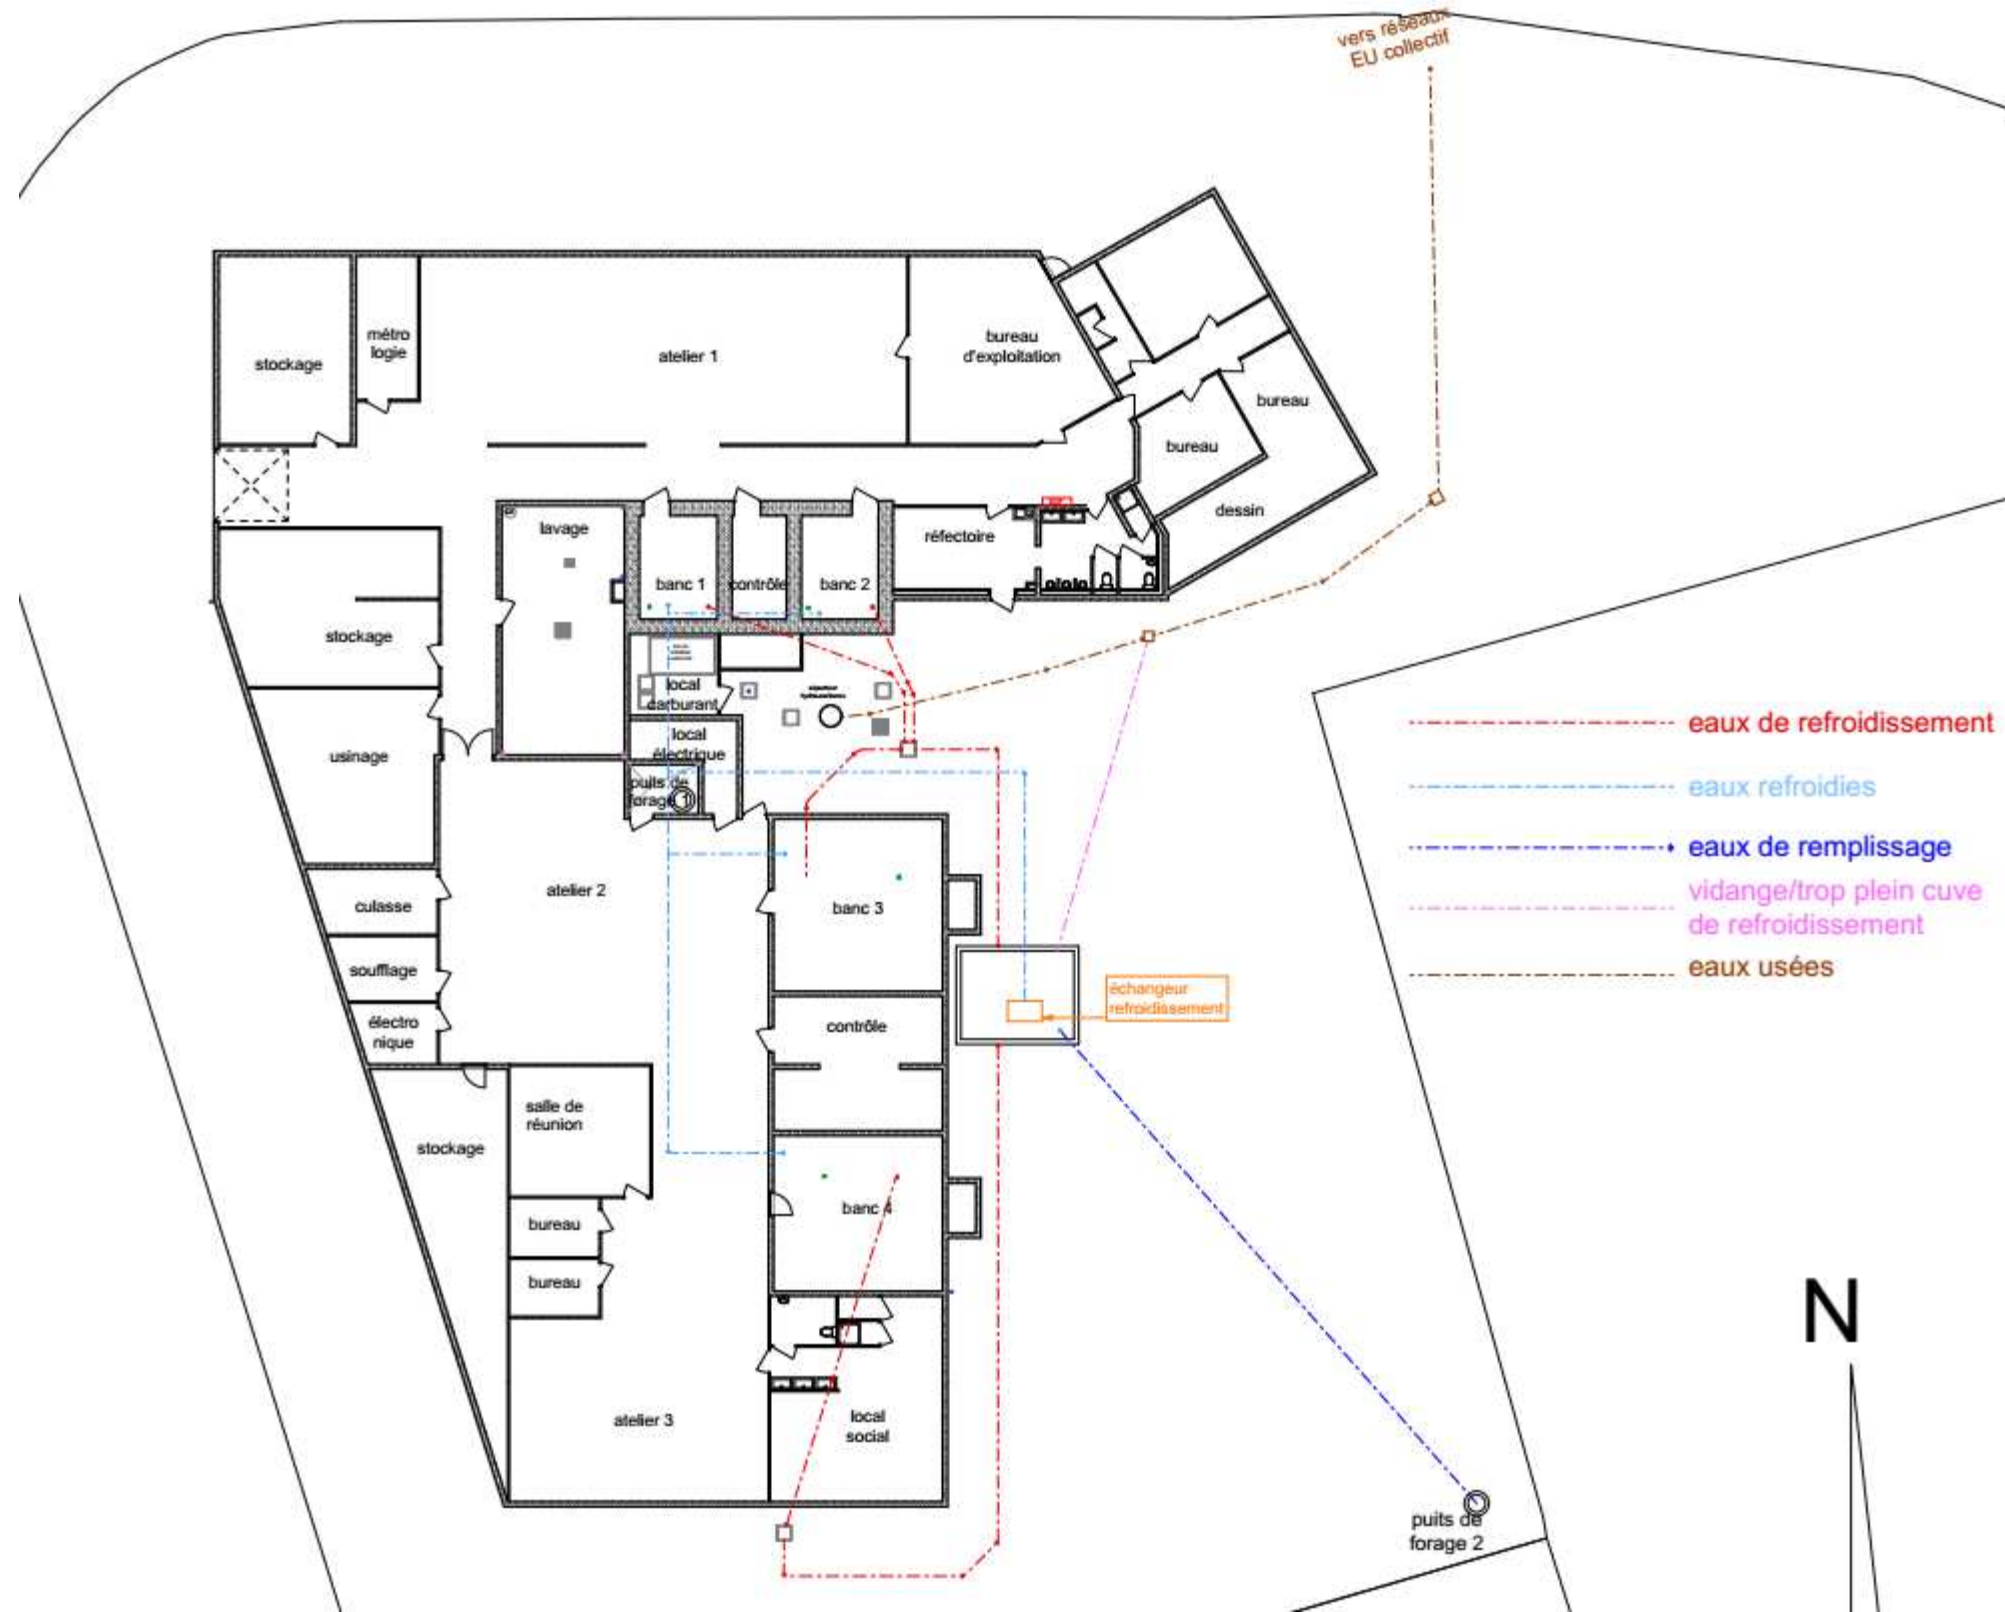 vers réseaux
EU collectif
stockage
métro
logie
atelier 1
bureau
d'exploitation
bureau
bureau
dessin
lavage
banc 1
contrôle
banc 2
réfectoire
stockage
local
carburant
local
électrique
puits de
forage 1
usinage
atelier 2
culasse
soufflage
électro
nique
banc 3
contrôle
échangeur
refroidissement
salle de
réunion
stockage
bureau
bureau
banc 4
atelier 3
local
social
puits de
forage 2
eaux de refroidissement
eaux refroidies
eaux de remplissage
vidange/trop plein cuve
de refroidissement
eaux usées
N